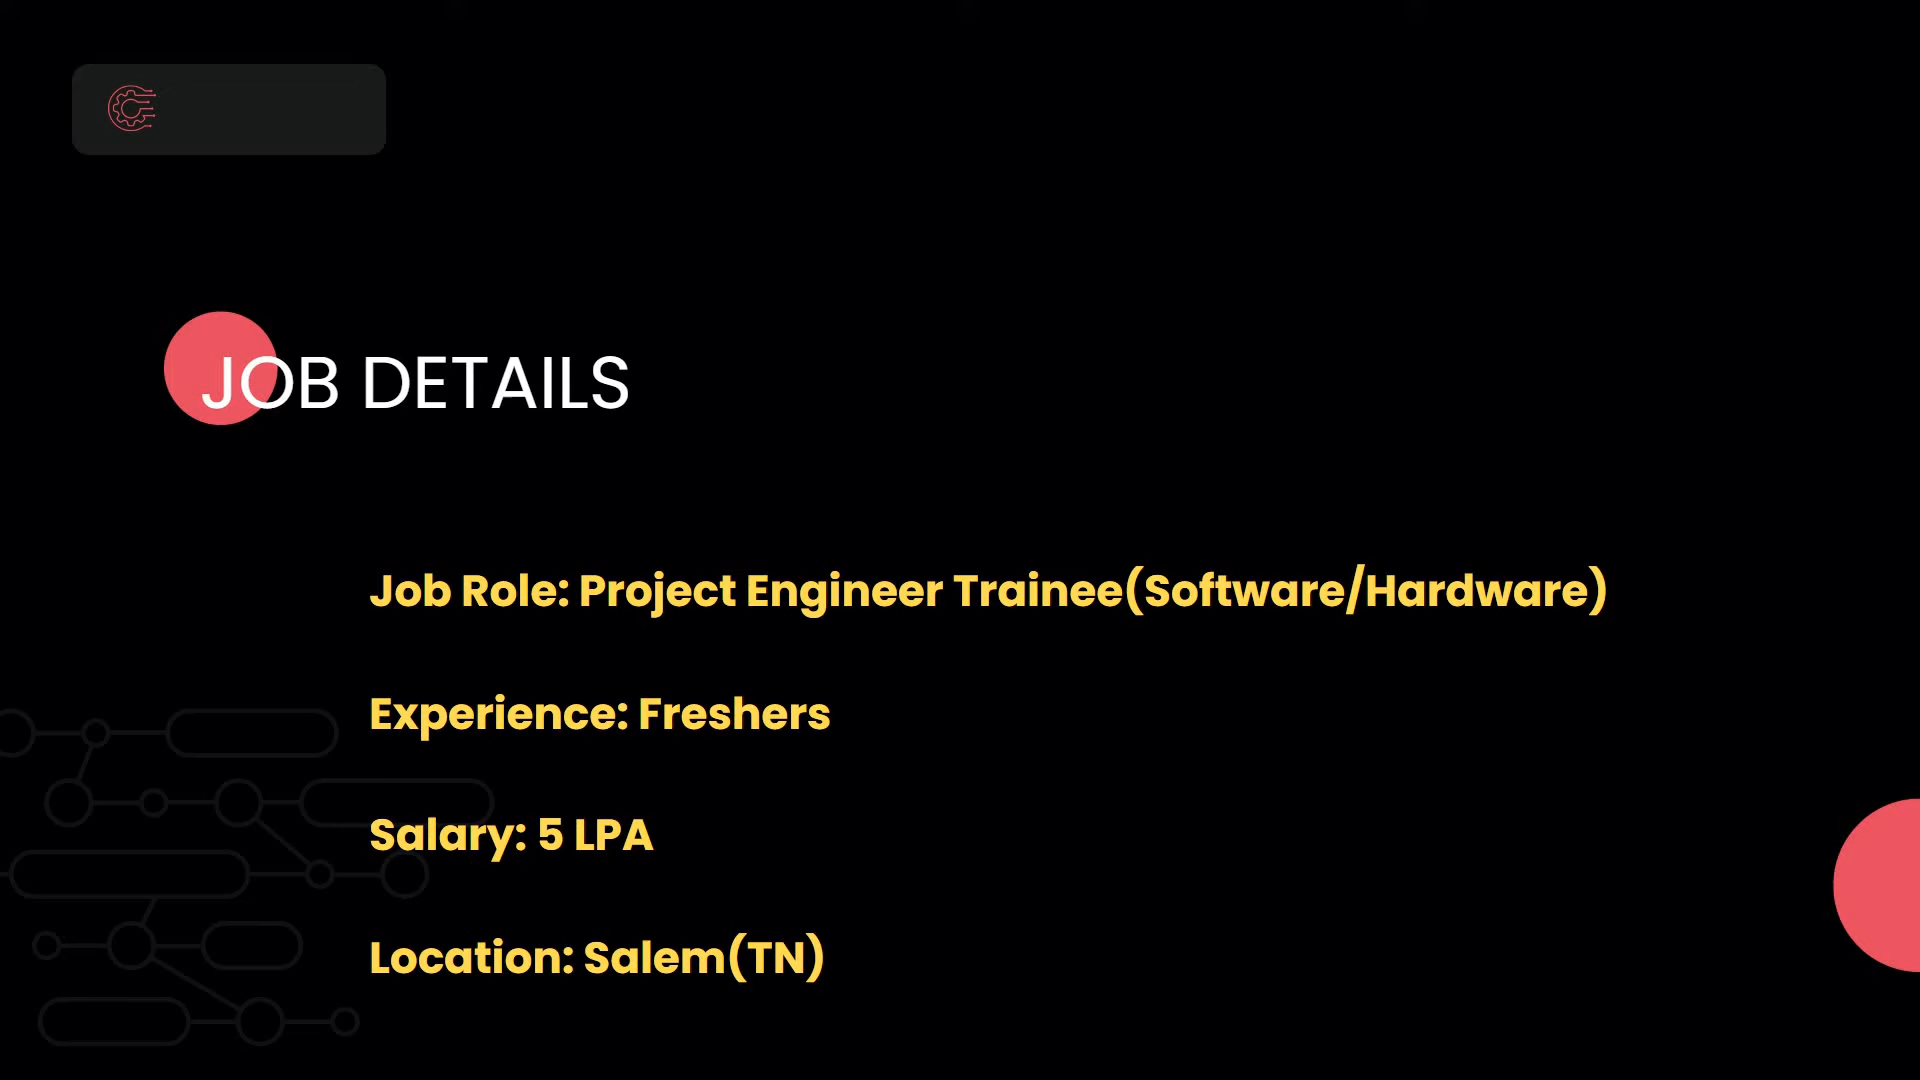 JOB DETAILS
Job Role: Project Engineer Trainee(Software/Hardware)
Experience: Freshers
Salary: 5 LPA
Location: Salem(TN)